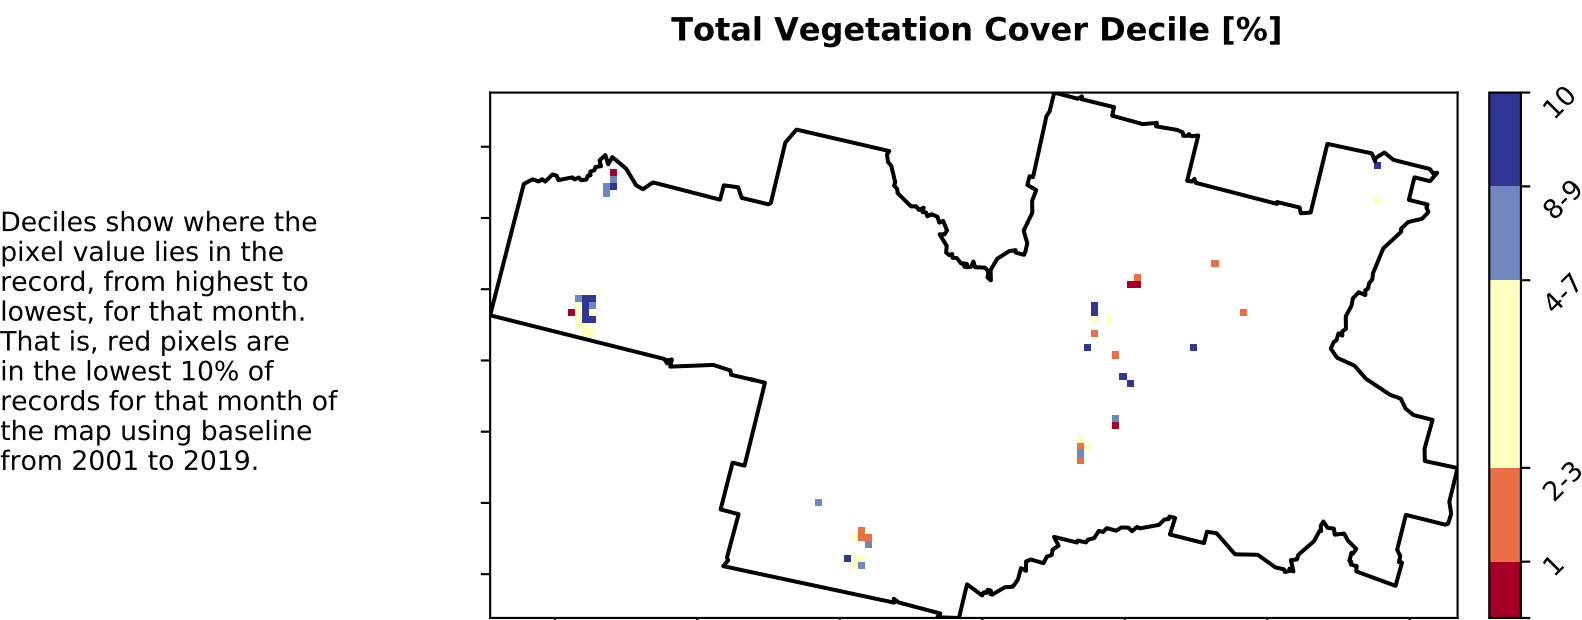 Total Vegetation Cover Decile [%]
Deciles show where the
pixel value lies in the
record, from highest to
lowest, for that month.
That is, red pixels are
in the lowest 10% of
records for that month of
the map using baseline
from 2001 to 2019.
10
8-9
4-7
2-3
1